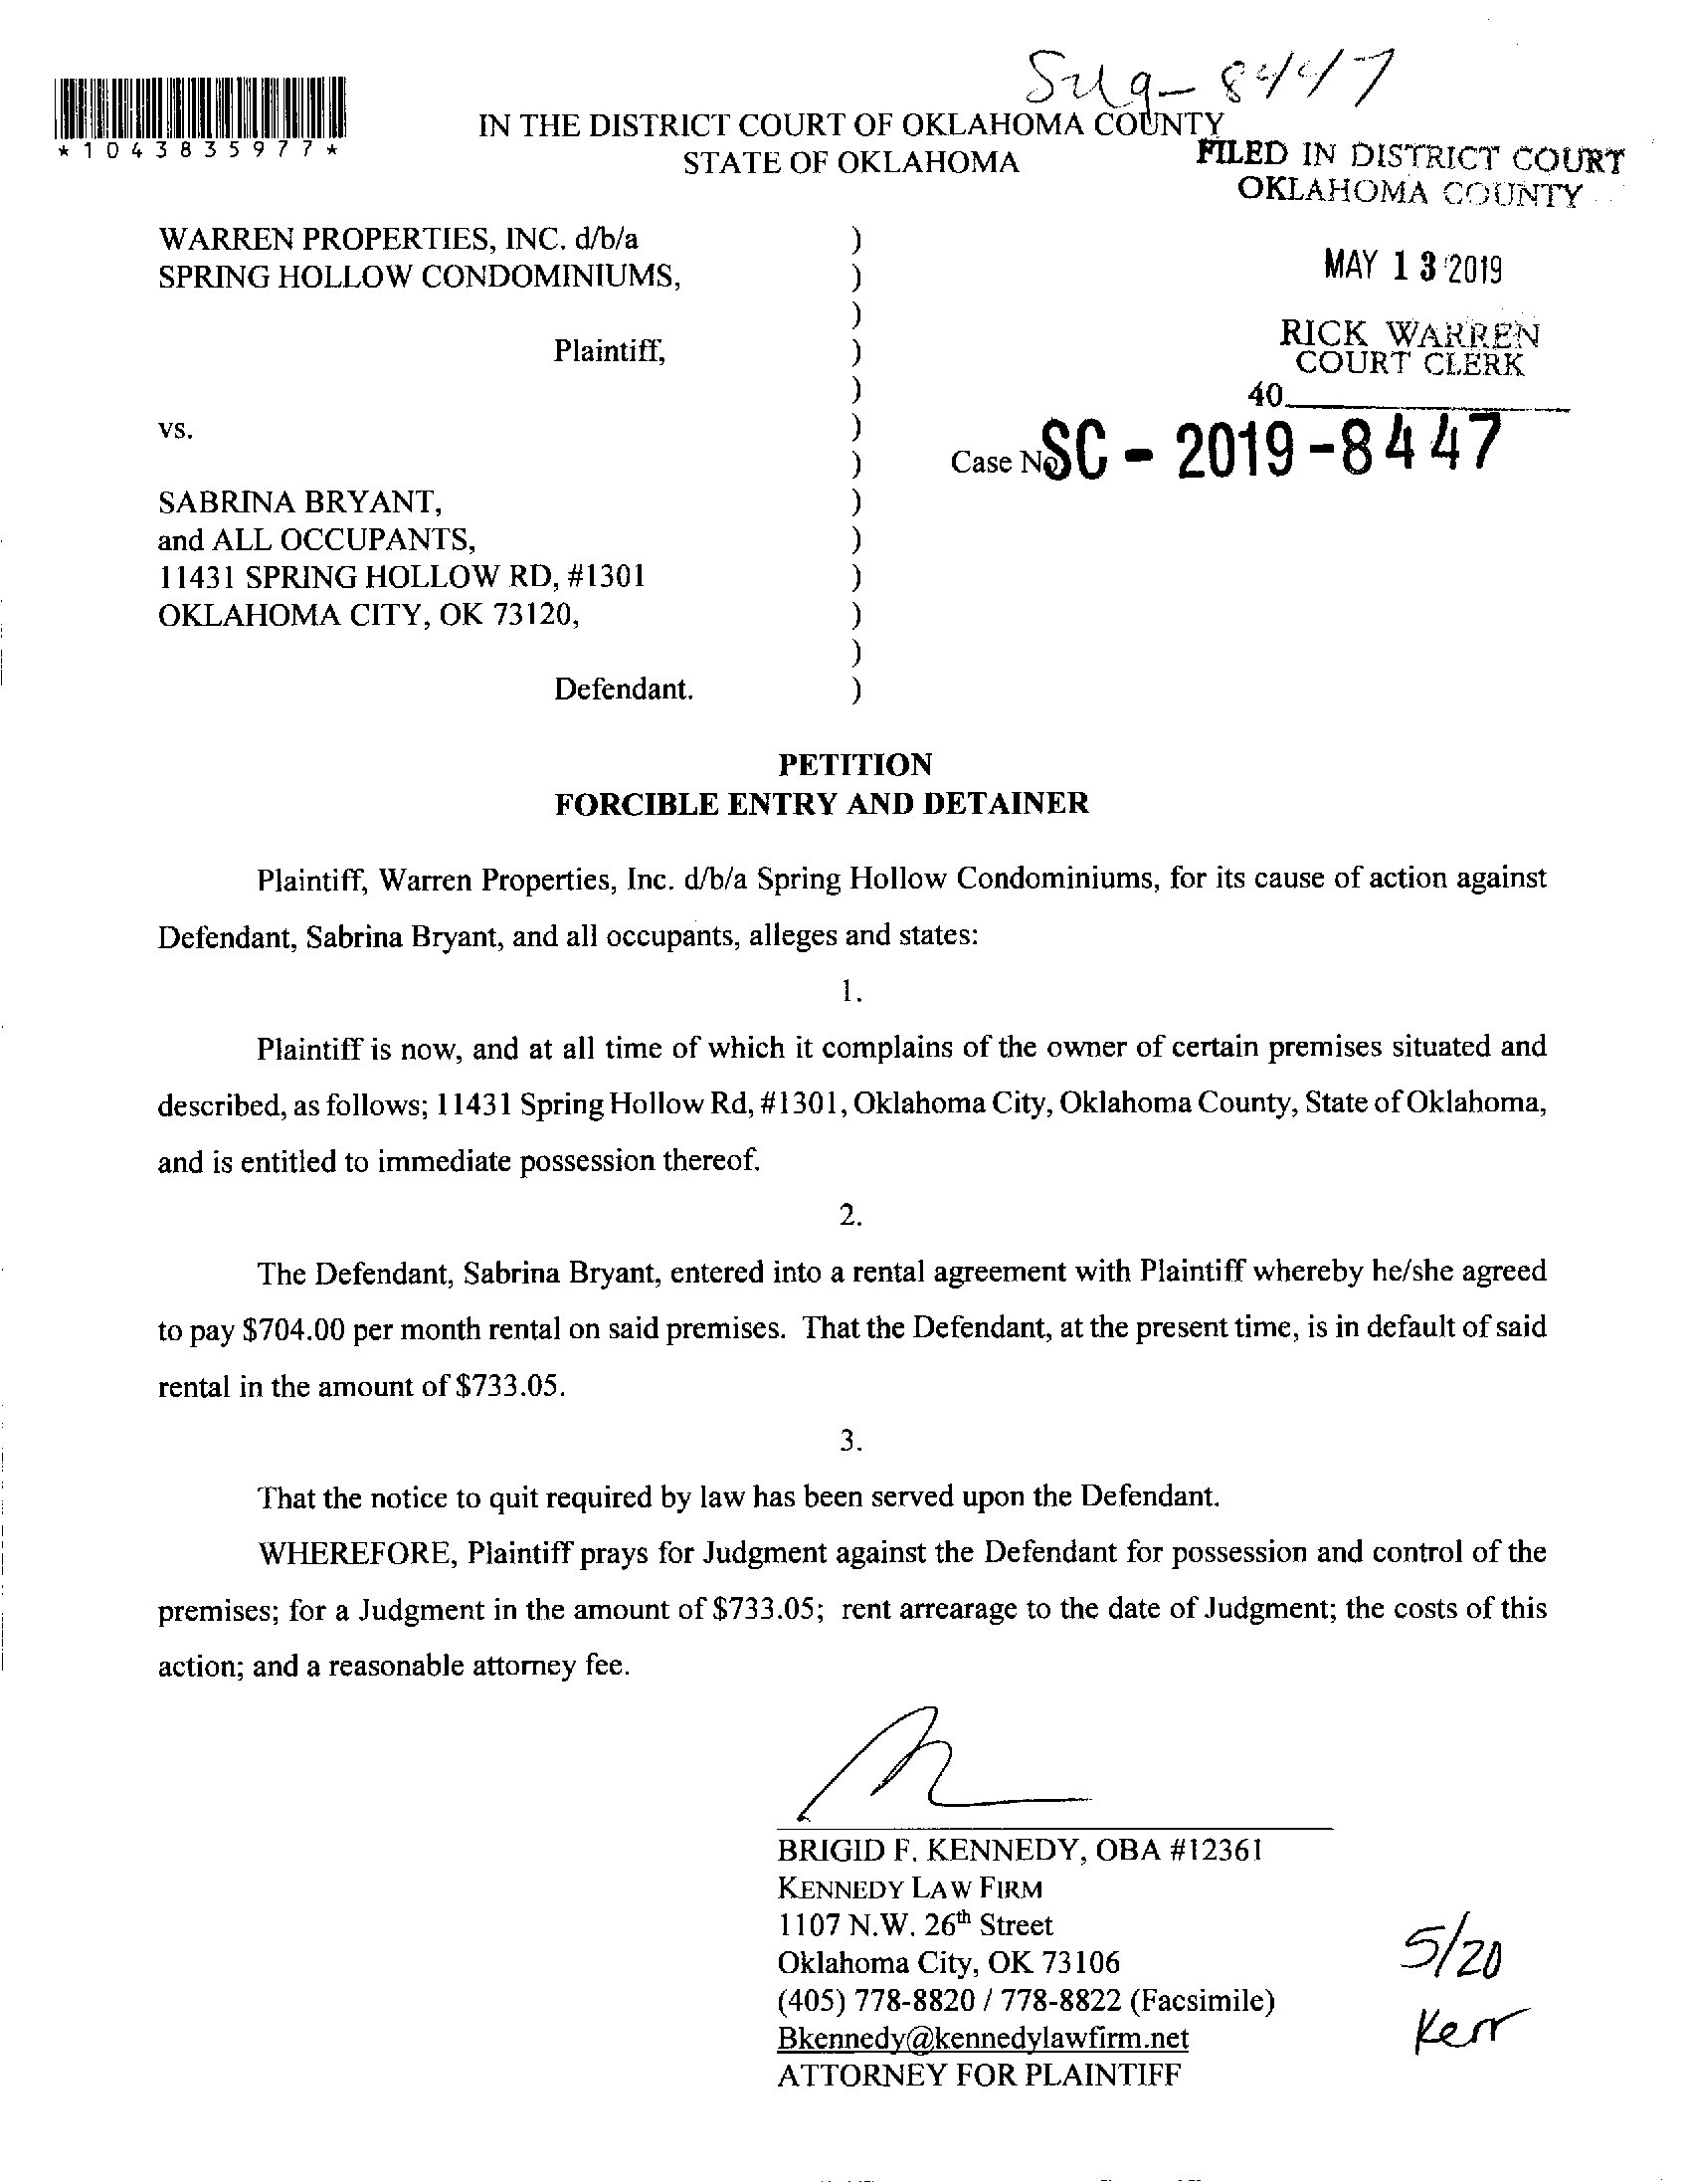 *1043835977*
8447
IN THE DISTRICT COURT OF OKLAHOMA COUNTY
STATE OF OKLAHOMA
FILED IN DISTRICT COURT
OKLAHOMA COUNTY
MAY 13 2019
RICK WARREN
COURT CLERK
40
WARREN PROPERTIES, INC. d/b/a )
SPRING HOLLOW CONDOMINIUMS, )
)
Plaintiff, )
)
vs. )
) Case No SC - 2019 - 8447
SABRINA BRYANT, )
and ALL OCCUPANTS, )
11431 SPRING HOLLOW RD, #1301 )
OKLAHOMA CITY, OK 73120, )
)
Defendant. )
PETITION
FORCIBLE ENTRY AND DETAINER
Plaintiff, Warren Properties, Inc. d/b/a Spring Hollow Condominiums, for its cause of action against
Defendant, Sabrina Bryant, and all occupants, alleges and states:
1.
Plaintiff is now, and at all time of which it complains of the owner of certain premises situated and
described, as follows; 11431 Spring Hollow Rd, #1301, Oklahoma City, Oklahoma County, State of Oklahoma,
and is entitled to immediate possession thereof.
2.
The Defendant, Sabrina Bryant, entered into a rental agreement with Plaintiff whereby he/she agreed
to pay $704.00 per month rental on said premises. That the Defendant, at the present time, is in default of said
rental in the amount of $733.05.
3.
That the notice to quit required by law has been served upon the Defendant.
WHEREFORE, Plaintiff prays for Judgment against the Defendant for possession and control of the
premises; for a Judgment in the amount of $733.05; rent arrearage to the date of Judgment; the costs of this
action; and a reasonable attorney fee.
BRIGID F. KENNEDY, OBA #12361
KENNEDY LAW FIRM
1107 N.W. 26th Street
Oklahoma City, OK 73106
(405) 778-8820 / 778-8822 (Facsimile)
Bkennedy@kennedylawfirm.net
ATTORNEY FOR PLAINTIFF
5/20
Kerr